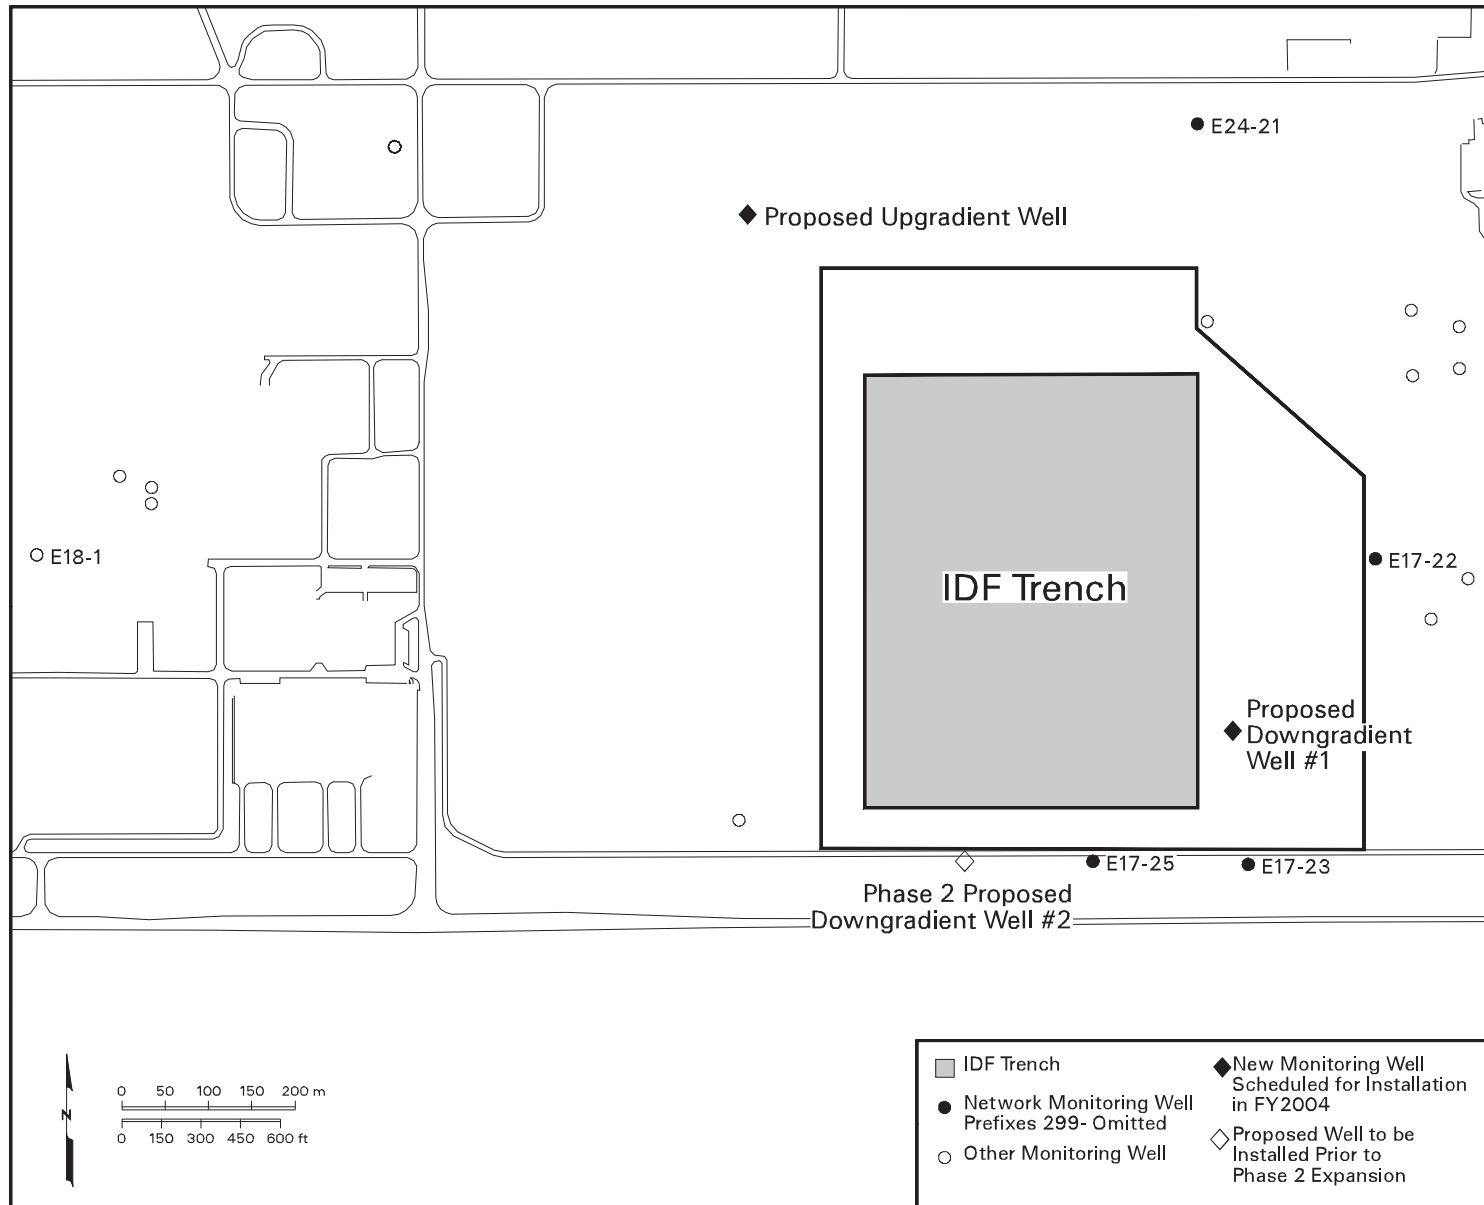 E24-21
Proposed Upgradient Well
E18-1
IDF Trench
E17-22
Proposed
Downgradient
Well #1
E17-25
E17-23
Phase 2 Proposed
Downgradient Well #2
N
0 50 100 150 200 m
0 150 300 450 600 ft
IDF Trench
Network Monitoring Well
Prefixes 299- Omitted
Other Monitoring Well
New Monitoring Well
Scheduled for Installation
in FY2004
Proposed Well to be
Installed Prior to
Phase 2 Expansion